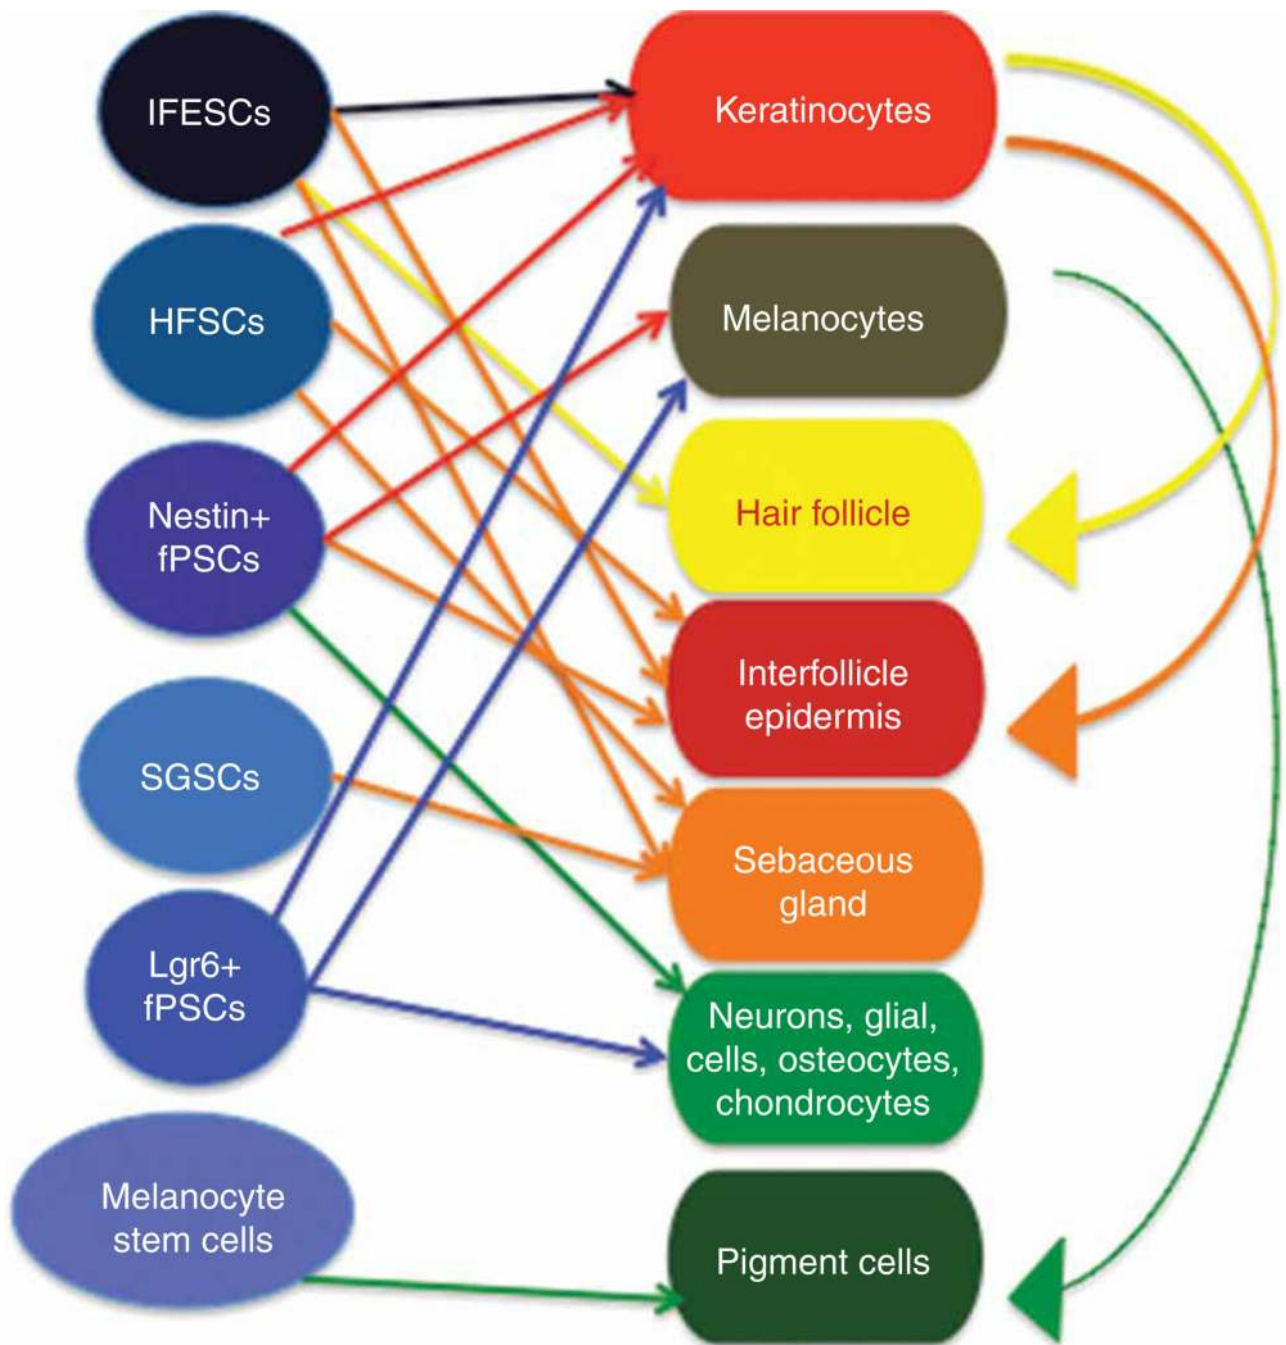 IFESCs
HFSCs
Nestin+
fPSCs
SGSCs
Lgr6+
fPSCs
Melanocyte
stem cells
Keratinocytes
Melanocytes
Hair follicle
Interfollicle
epidermis
Sebaceous
gland
Neurons, glial,
cells, osteocytes,
chondrocytes
Pigment cells